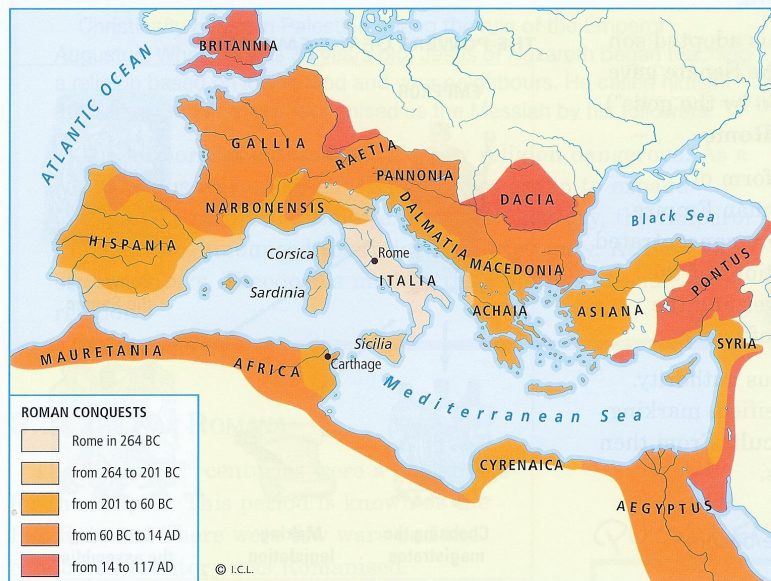 BRITANNIA
ATLANTIC OCEAN
GALLIA
RAETIA
PANNONIA
DACIA
NARBONENSIS
DALMATIA
Black Sea
HISPANIA
Corsica
Rome
ITALIA
MACEDONIA
PONTUS
Sardinia
ACHAIA
ASIANA
Sicilia
SYRIA
MAURETANIA
AFRICA
Carthage
Mediterranean Sea
CYRENAICA
AEGYPTUS
ROMAN CONQUESTS
Rome in 264 BC
from 264 to 201 BC
from 201 to 60 BC
from 60 BC to 14 AD
from 14 to 117 AD
© I.C.L.